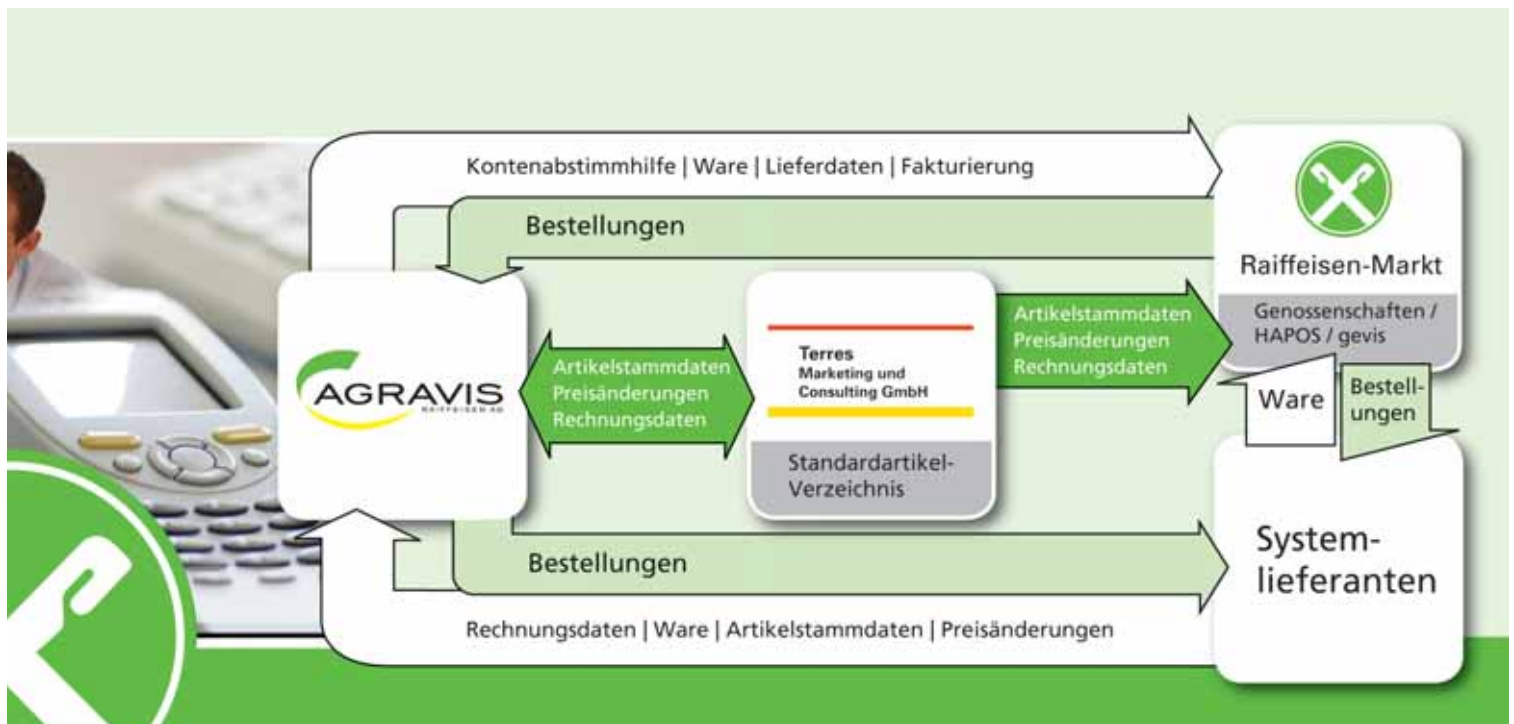 Kontenabstimmhilfe | Ware | Lieferdaten | Fakturierung
Bestellungen
Raiffeisen-Markt
Genossenschaften /
HAPOS / gevis
AGRAVIS
RAIFFEISEN AG
Artikelstammdaten
Preisänderungen
Rechnungsdaten
Terres
Marketing und
Consulting GmbH
Standardartikel-
Verzeichnis
Artikelstammdaten
Preisänderungen
Rechnungsdaten
Ware
Bestell-
ungen
System-
lieferanten
Bestellungen
Rechnungsdaten | Ware | Artikelstammdaten | Preisänderungen